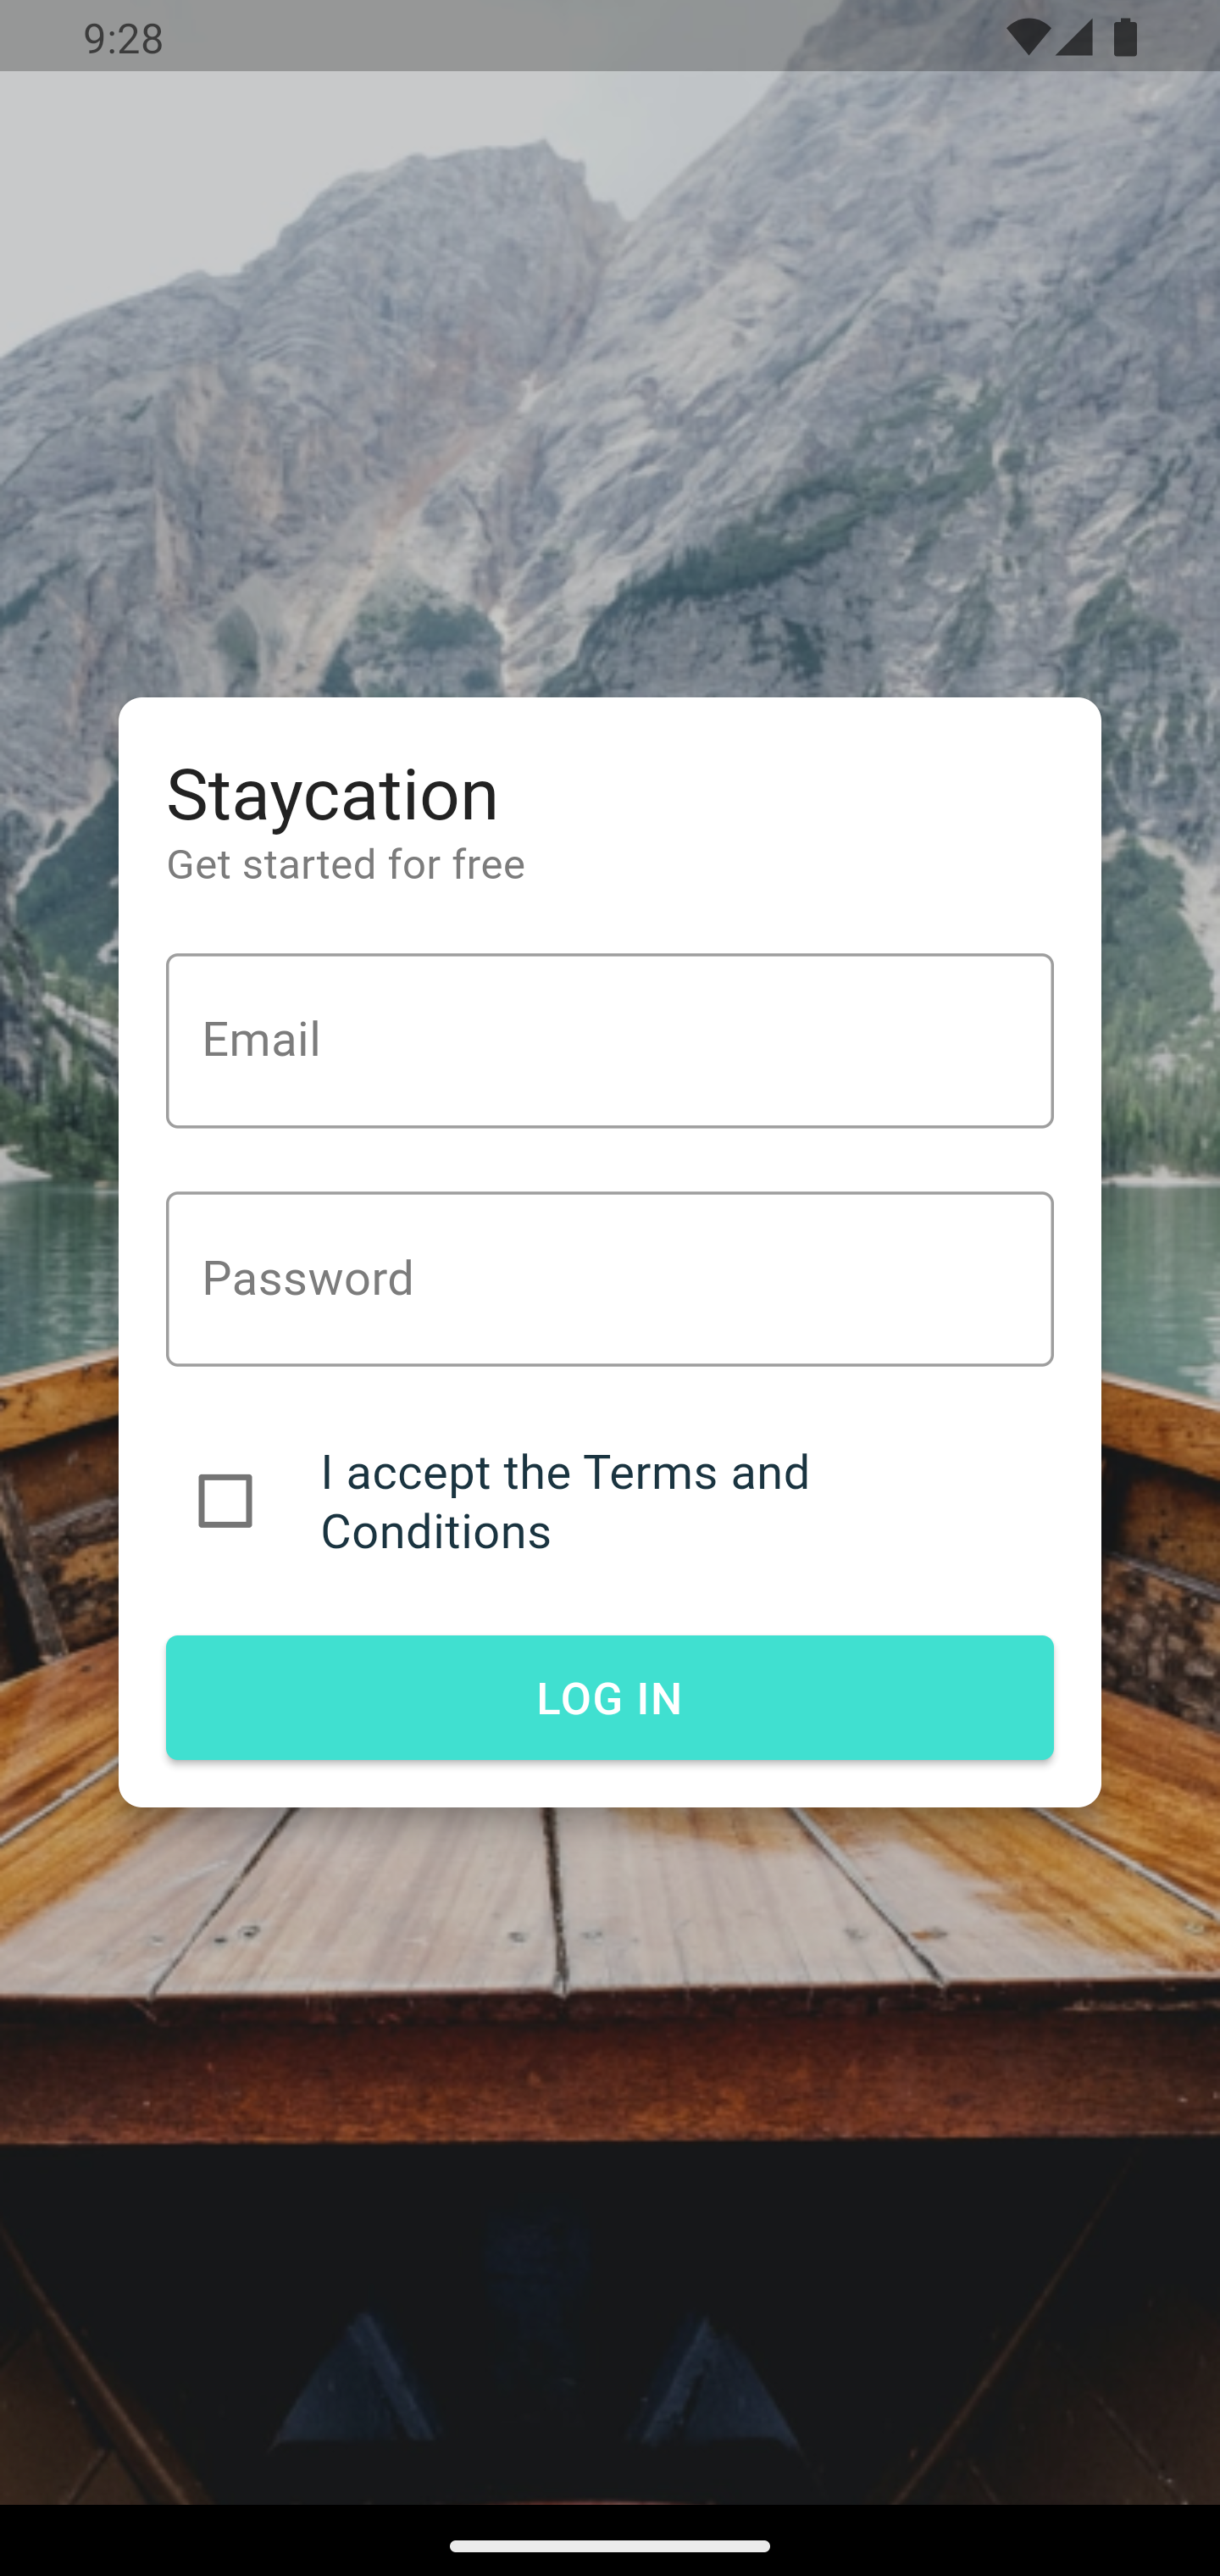 9:28
Staycation
Get started for free
Email
Password
I accept the Terms and
Conditions
LOG IN